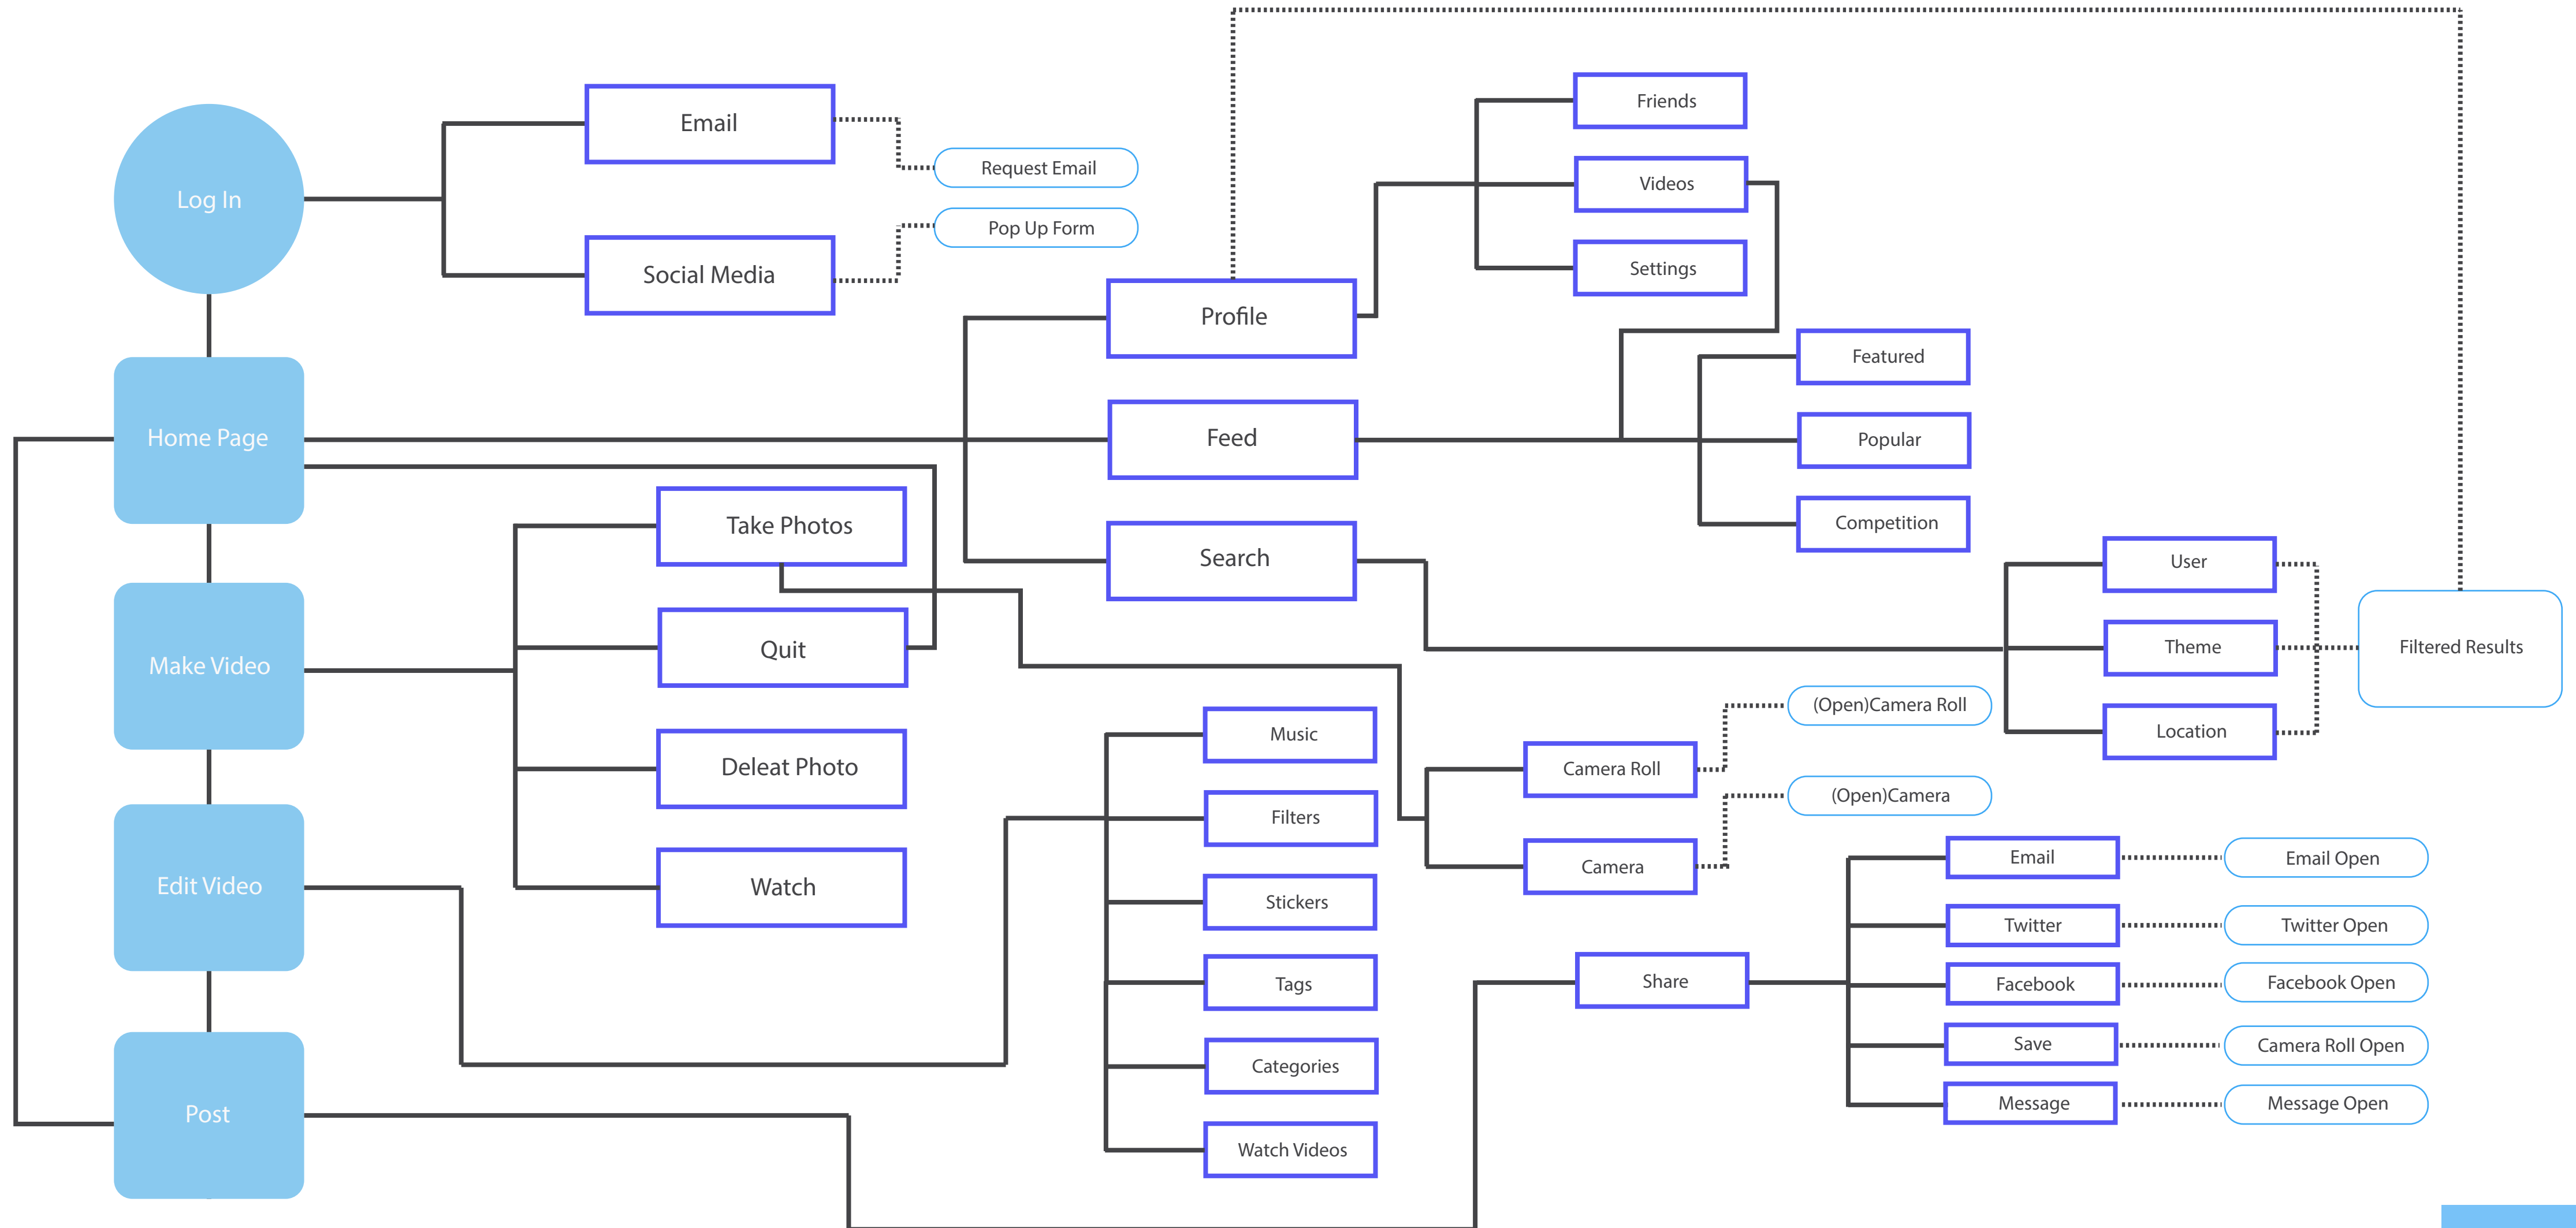 Log In
Email
Request Email
Social Media
Pop Up Form
Home Page
Profile
Friends
Videos
Settings
Feed
Featured
Popular
Competition
Search
User
Theme
Location
Filtered Results
Make Video
Take Photos
Quit
Deleat Photo
Watch
Camera Roll
(Open)Camera Roll
Camera
(Open)Camera
Edit Video
Music
Filters
Stickers
Tags
Categories
Watch Videos
Post
Share
Email
Email Open
Twitter
Twitter Open
Facebook
Facebook Open
Save
Camera Roll Open
Message
Message Open